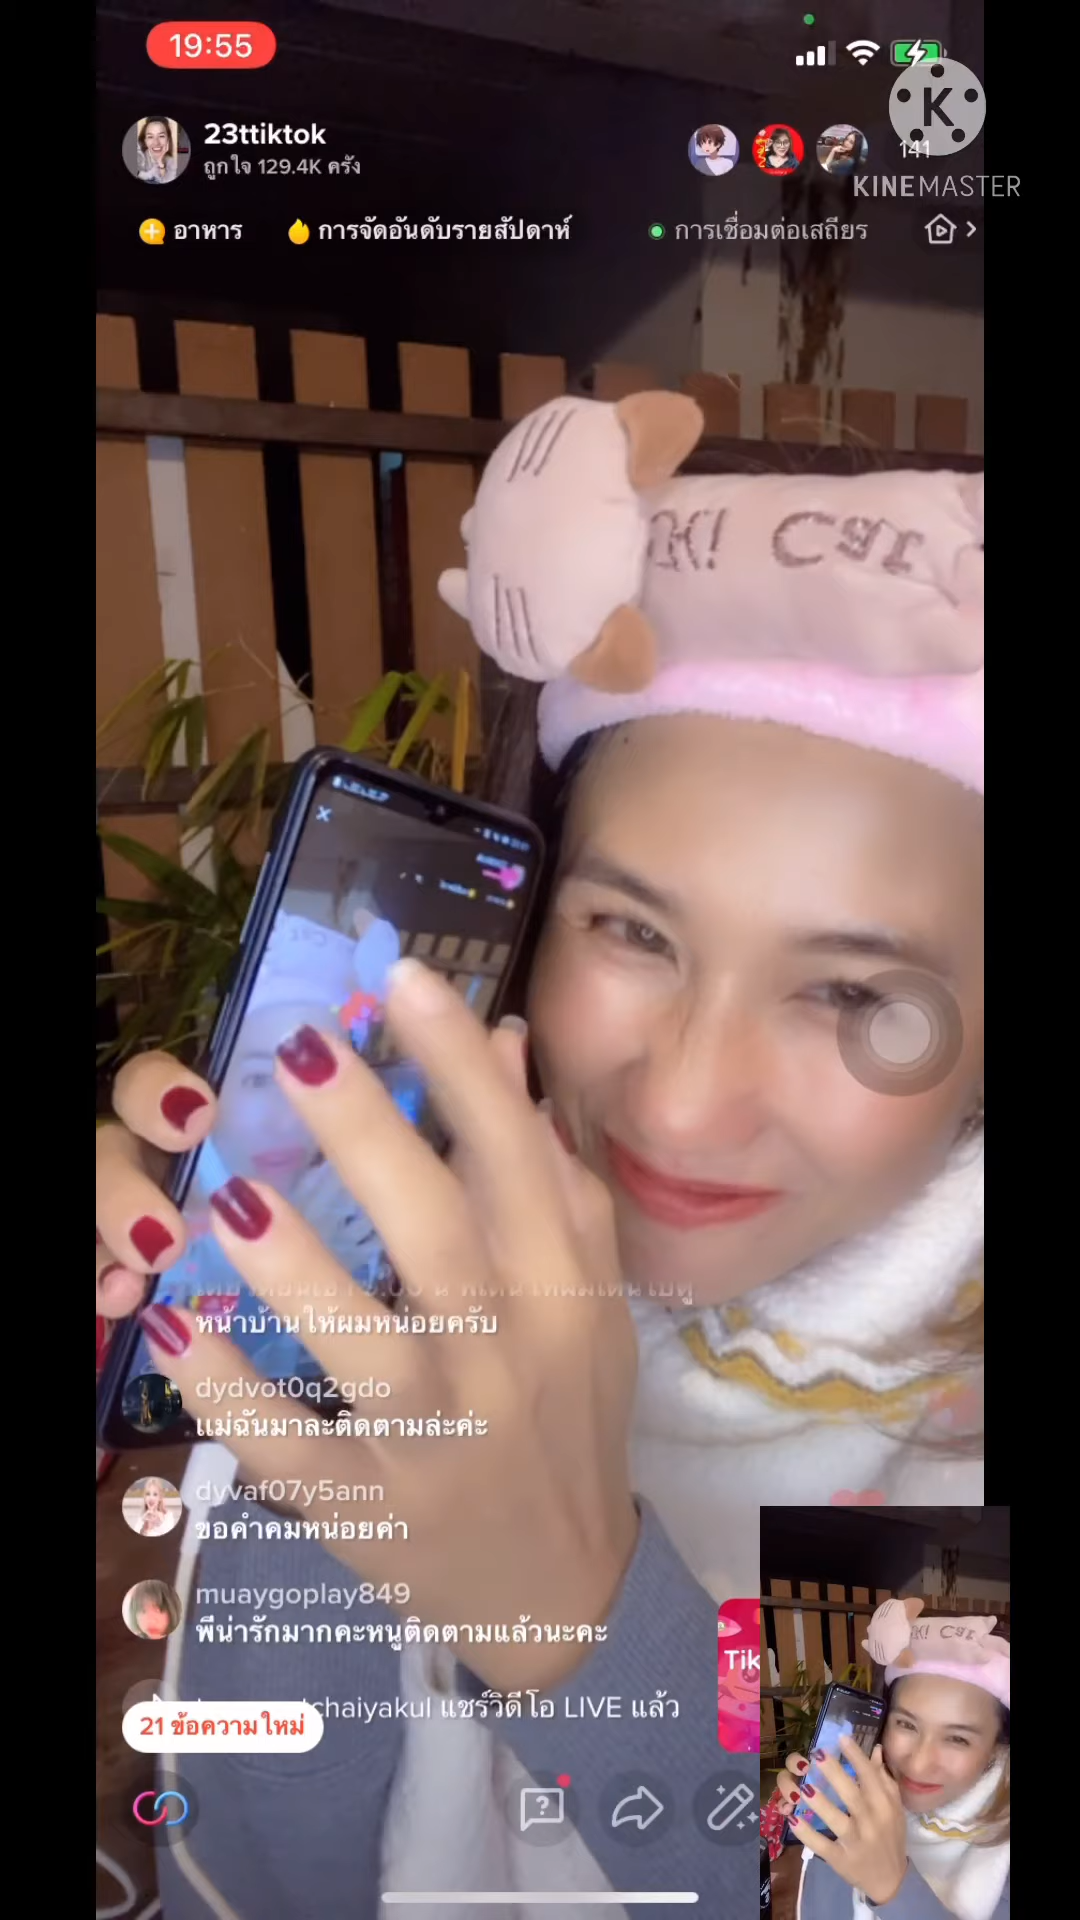 19:55
23ttiktok
ถูกใจ 129.4K ครั้ง
141
KINEMASTER
อาหาร
การจัดอันดับรายสัปดาห์
การเชื่อมต่อเสถียร
Cat
หน้าบ้านให้ผมหน่อยครับ
dydvot0q2gdo
แม่ฉันมาละติดตามล่ะค่ะ
dyvaf07y5ann
ขอคำคมหน่อยค่า
muaygoplay849
พี่น่ารักมากคะหนูติดตามแล้วนะคะ
chaiyakul แชร์วิดีโอ LIVE แล้ว
21 ข้อความใหม่
Tik
Cat